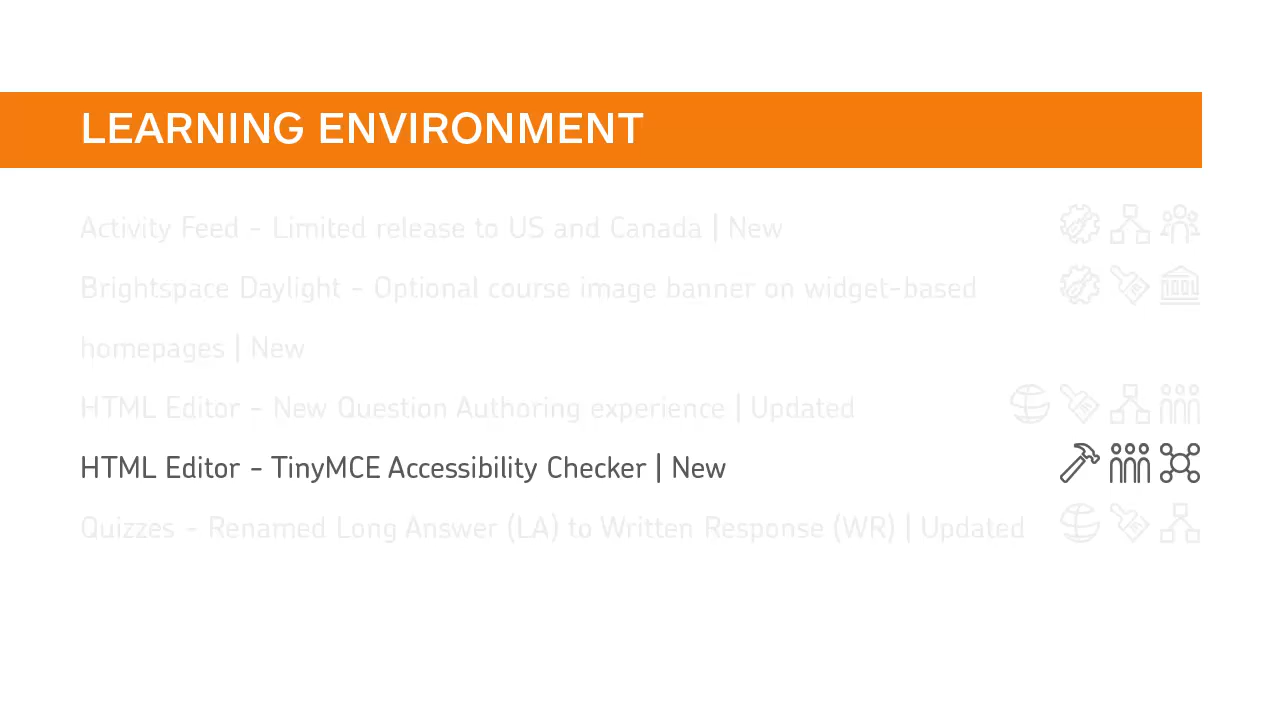 LEARNING ENVIRONMENT
Activity Feed - Limited release to US and Canada | New
Brightspace Daylight - Optional course image banner on widget-based
homepages | New
HTML Editor - New Question Authoring experience | Updated
HTML Editor - TinyMCE Accessibility Checker | New
Quizzes - Renamed Long Answer (LA) to Written Response (WR) | Updated